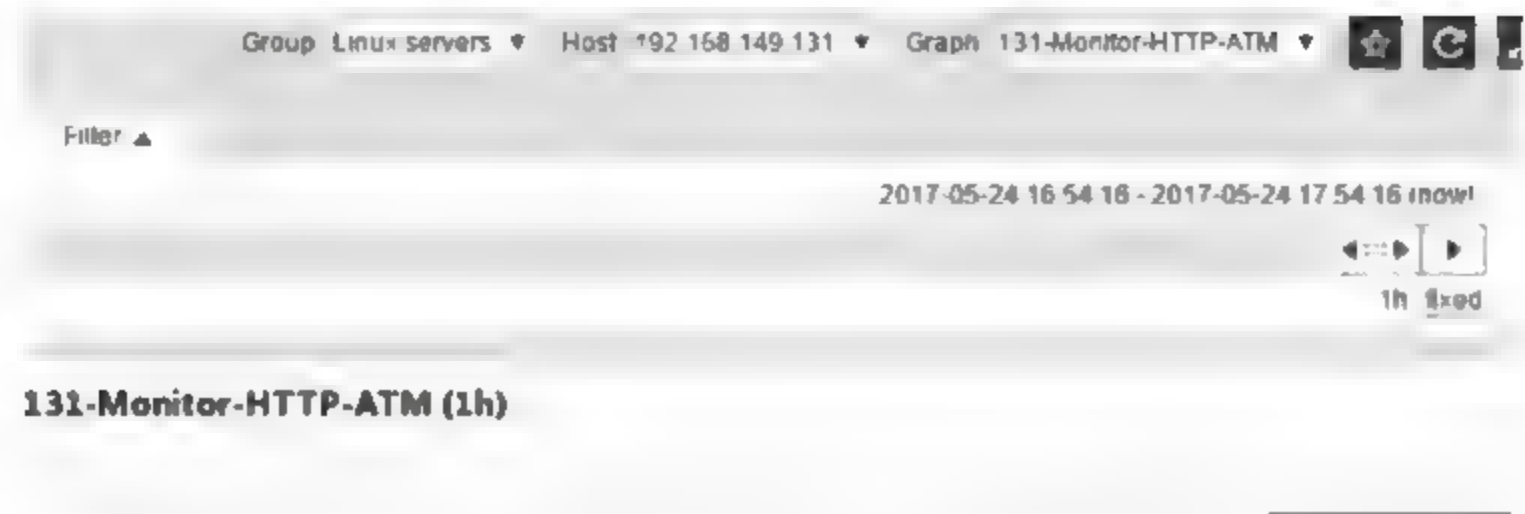 Group Linux servers ▼ Host 192 168 149 131 ▼ Graph 131-Monitor-HTTP-ATM ▼
Filter ▲
2017-05-24 16 54 16 - 2017-05-24 17 54 16 (now!
1h fixed
131-Monitor-HTTP-ATM (1h)